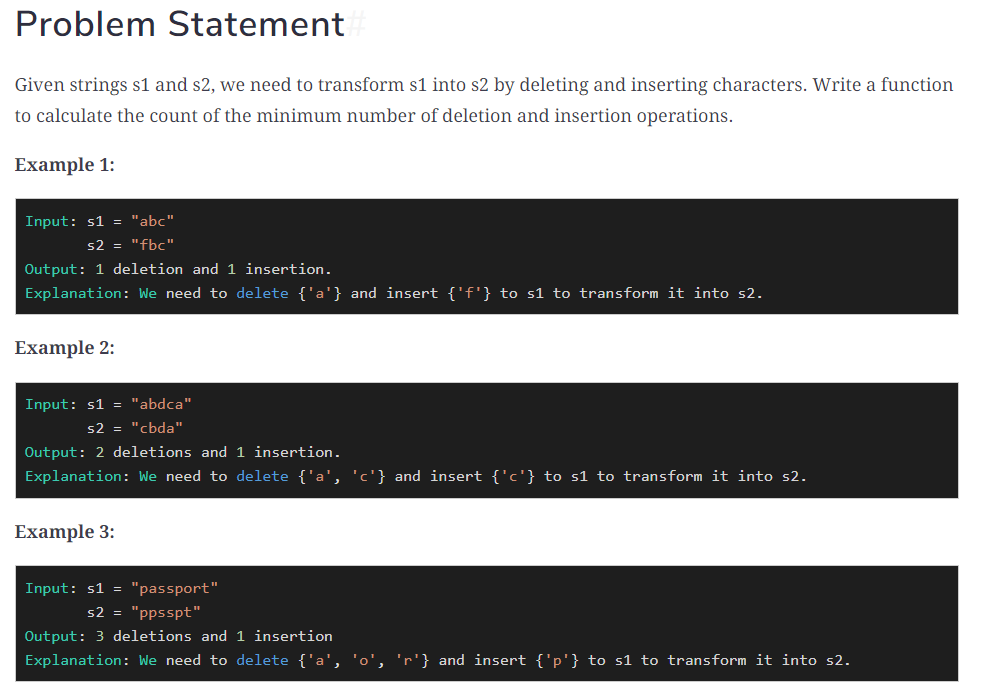 Problem Statement#
Given strings s1 and s2, we need to transform s1 into s2 by deleting and inserting characters. Write a function
to calculate the count of the minimum number of deletion and insertion operations.
Example 1:
Input: s1 = "abc"
s2 = "fbc"
Output: 1 deletion and 1 insertion.
Explanation: We need to delete {'a'} and insert {'f'} to s1 to transform it into s2.
Example 2:
Input: s1 = "abdca"
s2 = "cbda"
Output: 2 deletions and 1 insertion.
Explanation: We need to delete {'a', 'c'} and insert {'c'} to s1 to transform it into s2.
Example 3:
Input: s1 = "passport"
s2 = "ppsspt"
Output: 3 deletions and 1 insertion
Explanation: We need to delete {'a', 'o', 'r'} and insert {'p'} to s1 to transform it into s2.